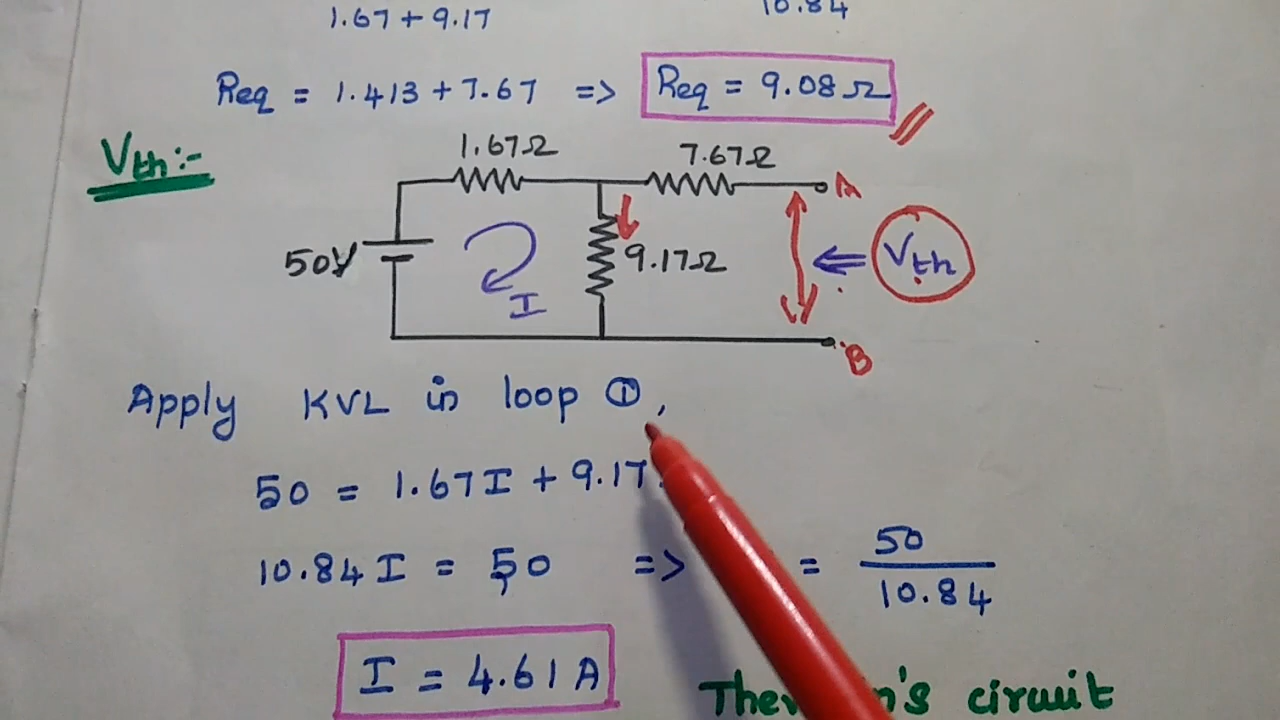 1.67 + 9.17
10.84
Req = 1.413 + 7.67 => Req = 9.08 Ω
Vth :-
1.67Ω
7.67Ω
A
50V
I
9.17Ω
Vth
B
Apply KVL in loop ①,
50 = 1.67I + 9.17
10.84 I = 50 => = 50
10.84
I = 4.61 A
circuit